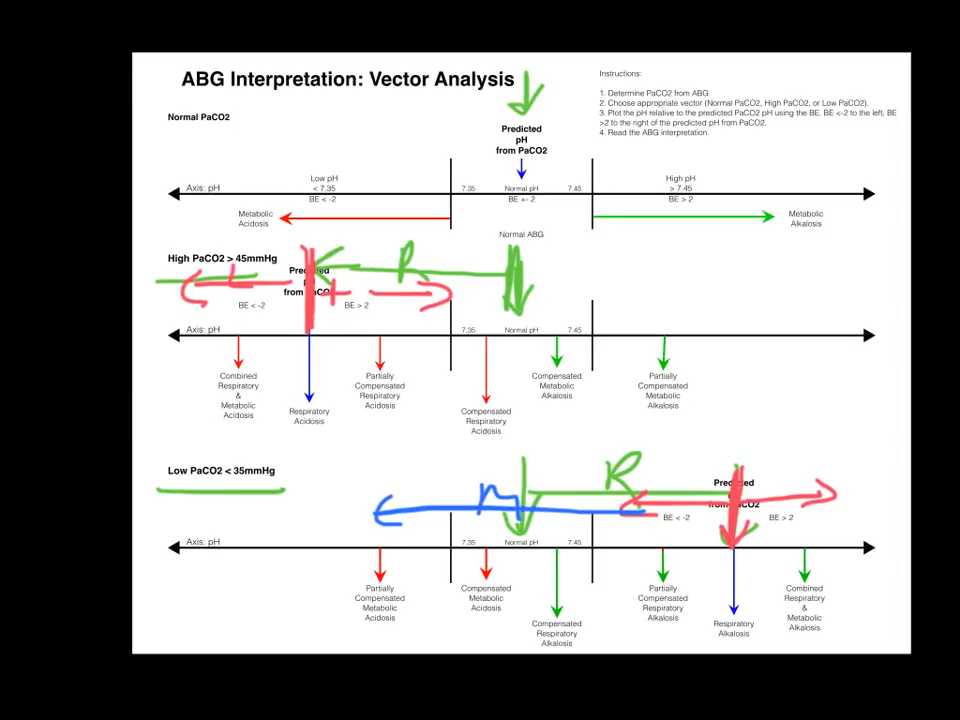 ABG Interpretation: Vector Analysis
Instructions:
1. Determine PaCO2 from ABG.
2. Choose appropriate vector (Normal PaCO2, High PaCO2, or Low PaCO2).
3. Plot the pH relative to the predicted PaCO2 pH using the BE. BE <-2 to the left, BE
>2 to the right of the predicted pH from PaCO2.
4. Read the ABG interpretation.
Normal PaCO2
Predicted
pH
from PaCO2
Axis: pH
Low pH
< 7.35
BE < -2
7.35
Normal pH
BE +- 2
7.45
High pH
> 7.45
BE > 2
Metabolic
Acidosis
Metabolic
Alkalosis
Normal ABG
High PaCO2 > 45mmHg
R
BE < -2
BE > 2
Axis: pH
7.35
Normal pH
7.45
Combined
Respiratory
&
Metabolic
Acidosis
Respiratory
Acidosis
Partially
Compensated
Respiratory
Acidosis
Compensated
Respiratory
Acidosis
Compensated
Metabolic
Alkalosis
Partially
Compensated
Metabolic
Alkalosis
Low PaCO2 < 35mmHg
R
BE < -2
BE > 2
Axis: pH
7.35
Normal pH
7.45
Partially
Compensated
Metabolic
Acidosis
Compensated
Metabolic
Acidosis
Compensated
Respiratory
Alkalosis
Partially
Compensated
Respiratory
Alkalosis
Respiratory
Alkalosis
Combined
Respiratory
&
Metabolic
Alkalosis